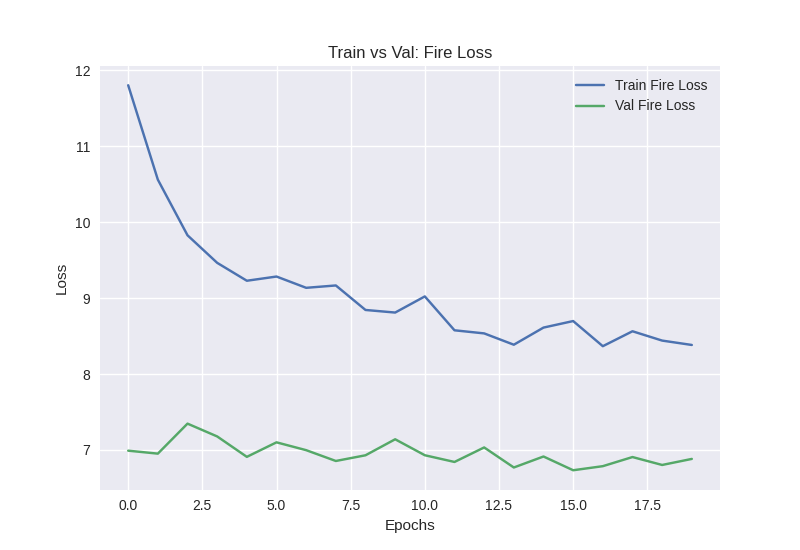 Train vs Val: Fire Loss
12
11
10
9
8
7
Loss
Train Fire Loss
Val Fire Loss
0.0 2.5 5.0 7.5 10.0 12.5 15.0 17.5
Epochs